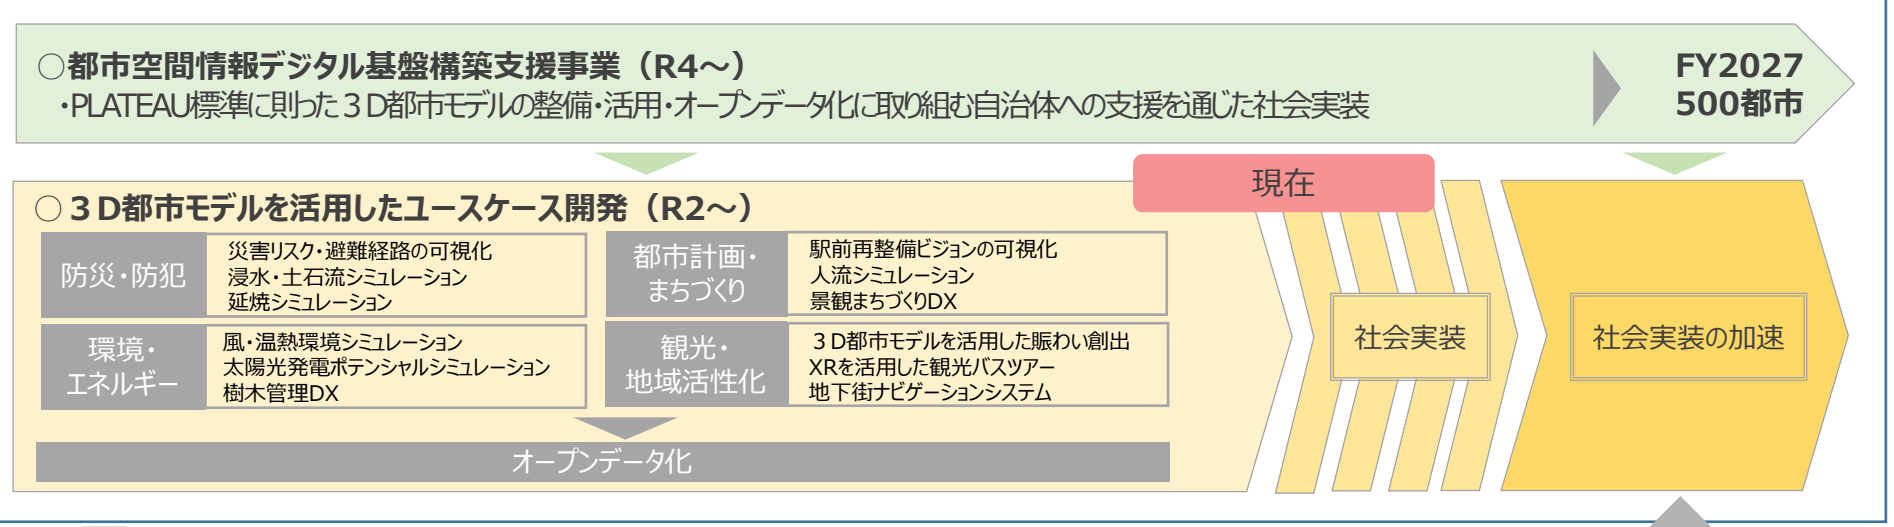 ○都市空間情報デジタル基盤構築支援事業（R4～）
・PLATEAU標準に則った３D都市モデルの整備・活用・オープンデータ化に取り組む自治体への支援を通じた社会実装
FY2027
500都市
現在
○３D都市モデルを活用したユースケース開発（R2～）
防災・防犯
災害リスク・避難経路の可視化
浸水・土石流シミュレーション
延焼シミュレーション
都市計画・
まちづくり
駅前再整備ビジョンの可視化
人流シミュレーション
景観まちづくりDX
環境・
エネルギー
風・温熱環境シミュレーション
太陽光発電ポテンシャルシミュレーション
樹木管理DX
観光・
地域活性化
３D都市モデルを活用した賑わい創出
XRを活用した観光バスツアー
地下街ナビゲーションシステム
オープンデータ化
社会実装
社会実装の加速